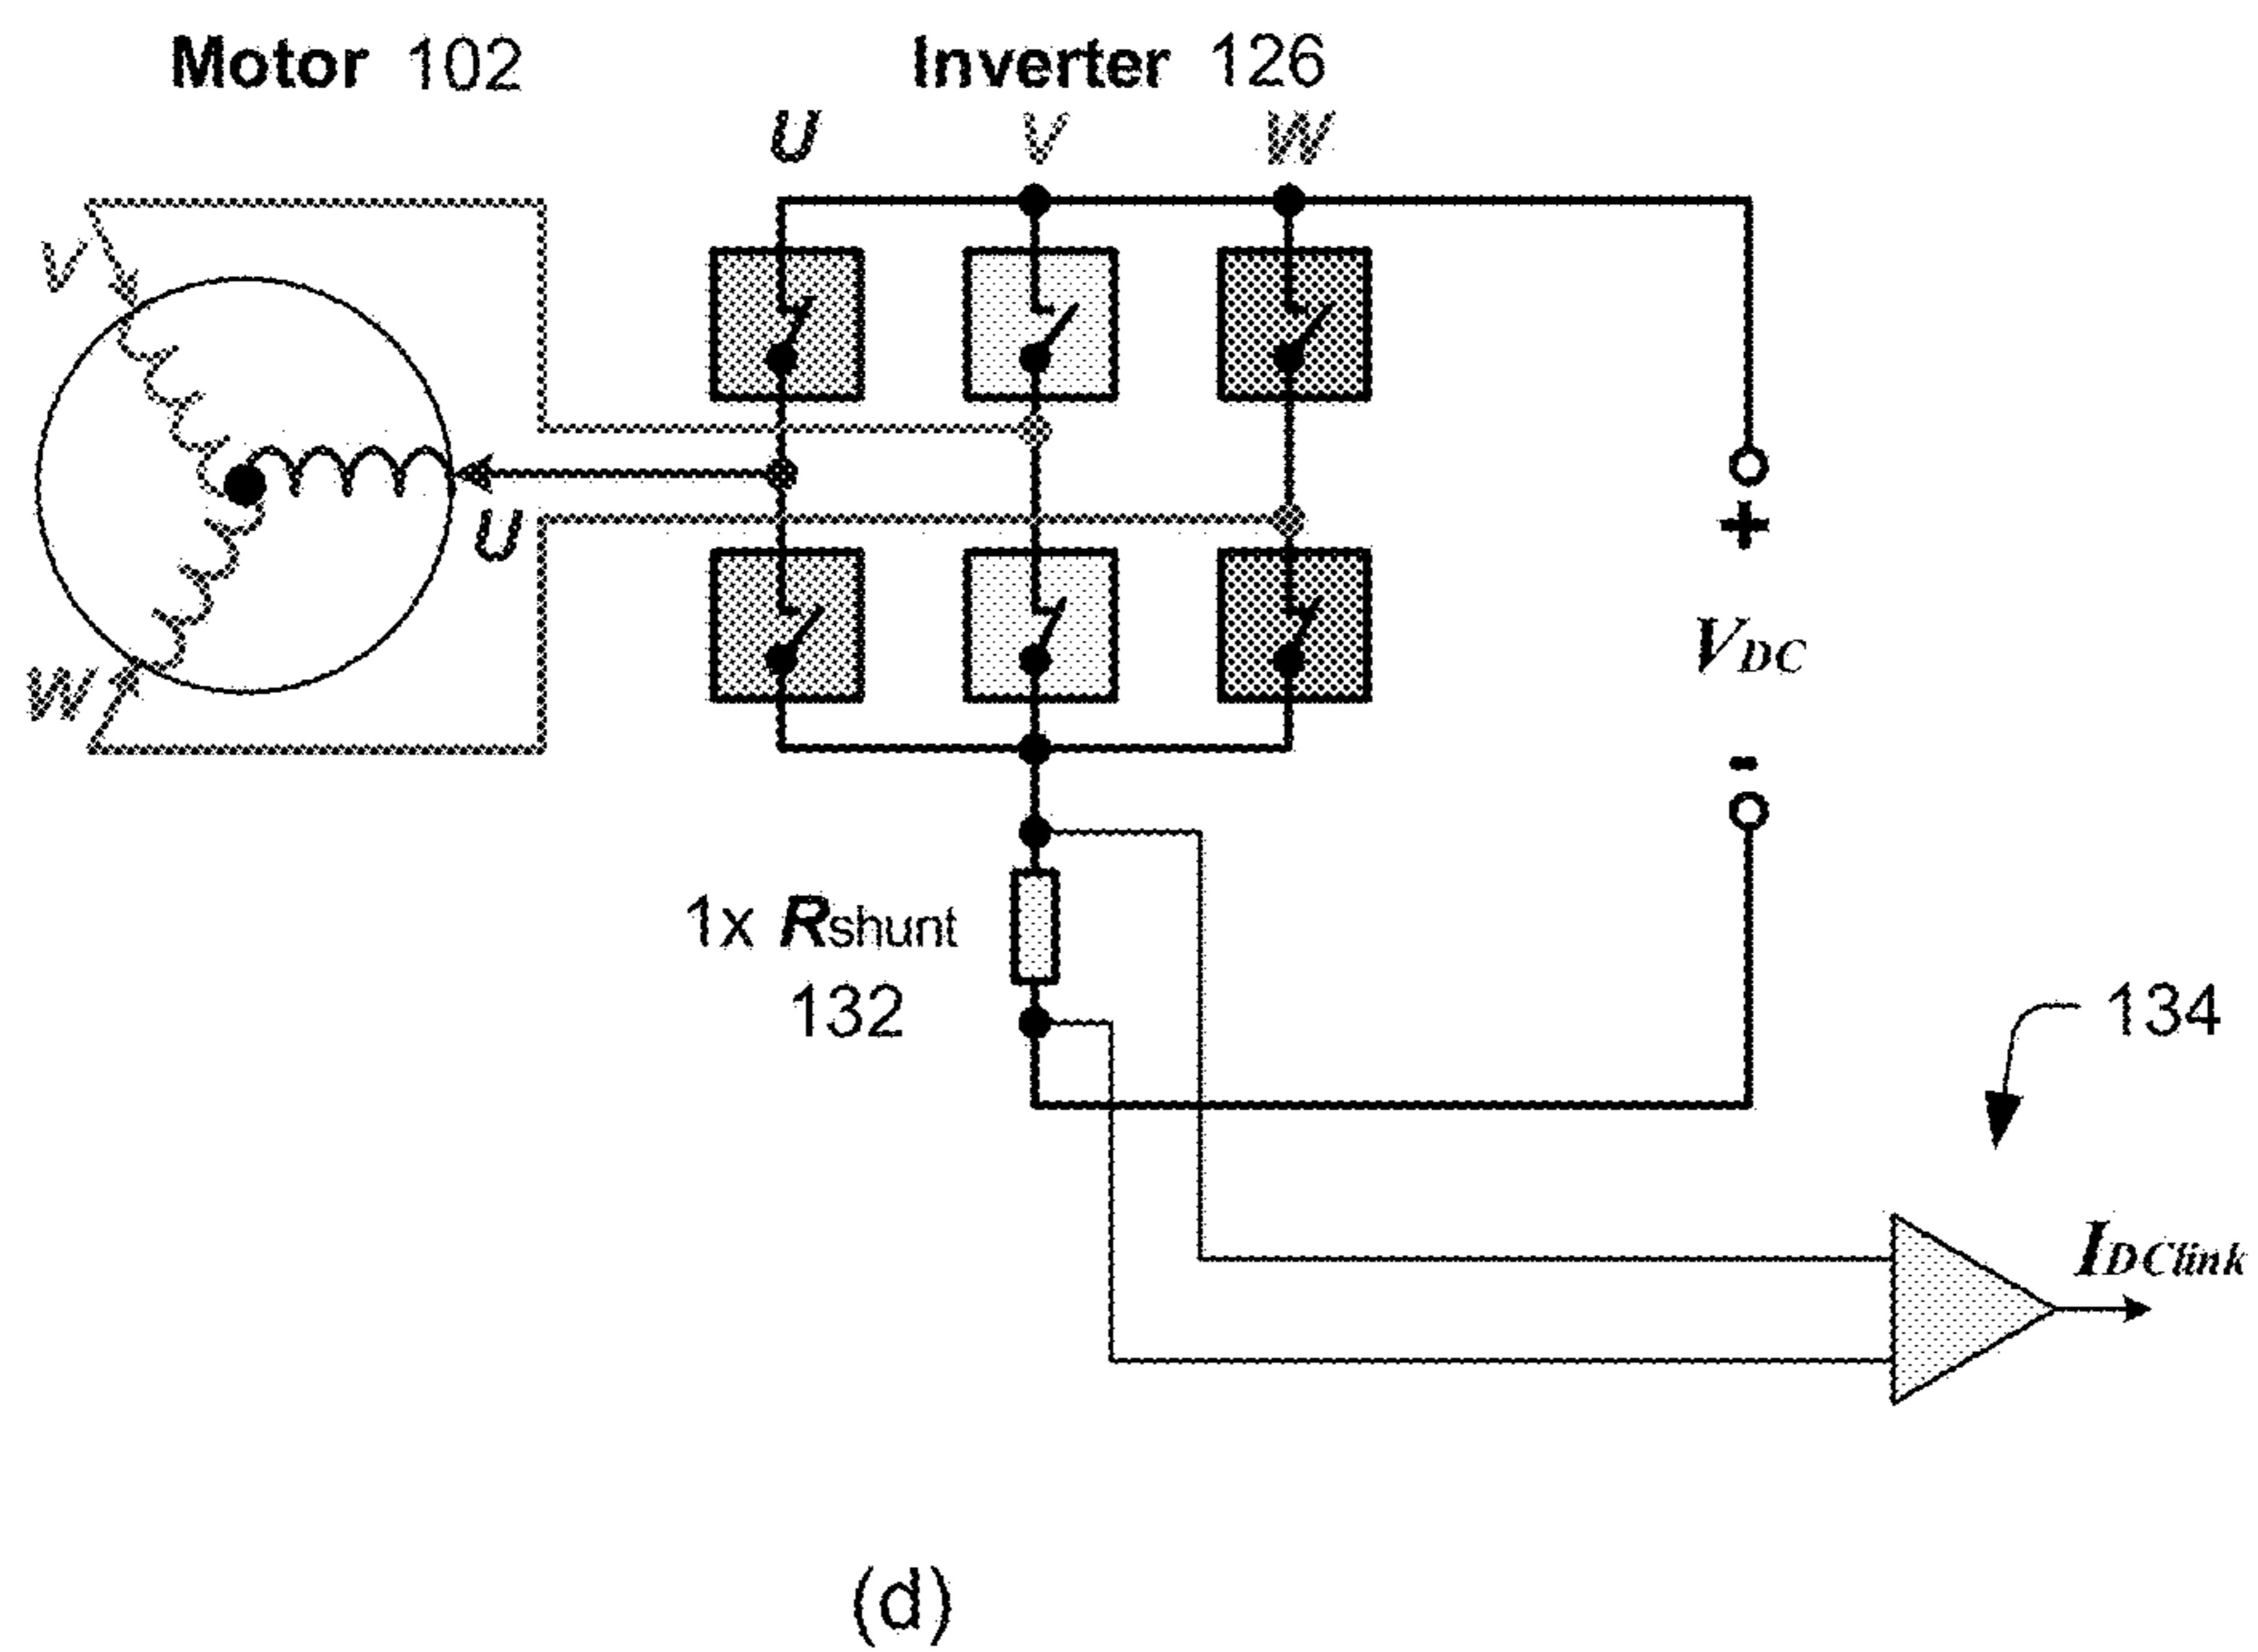 Motor 102
Inverter 126
U V W
V
U
W
+
VDC
-
1x Rshunt
132
134
IDClink
(d)